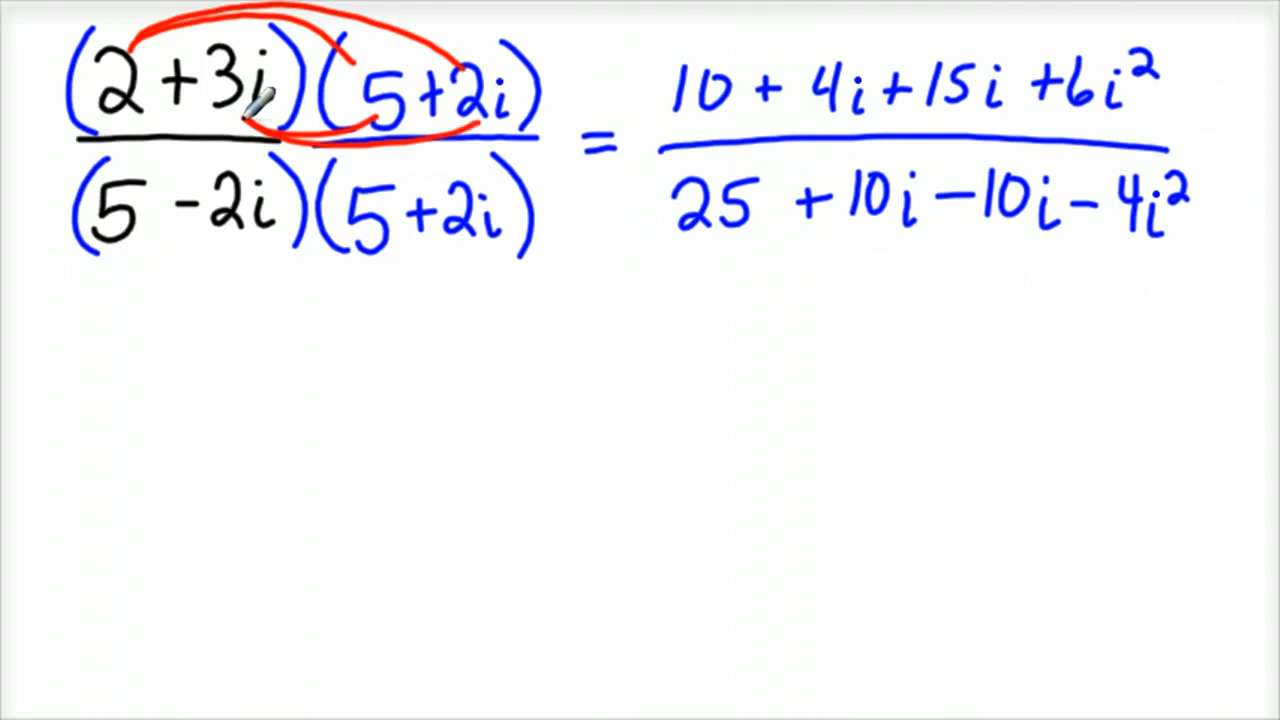 (2+3i)(5+2i) = 10 + 4i + 15i + 6i²
(5 - 2i)(5+2i) 25 + 10i - 10i - 4i²